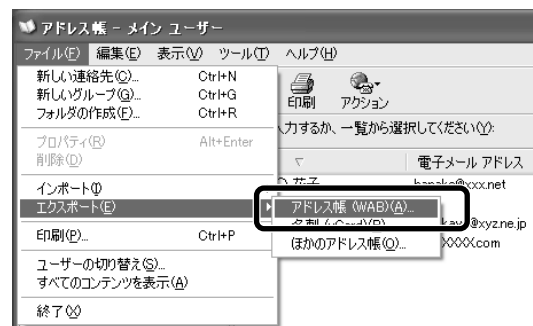 アドレス帳 - メイン ユーザー
ファイル(F) 編集(E) 表示(V) ツール(T) ヘルプ(H)
新しい連絡先(C)... Ctrl+N
新しいグループ(G)... Ctrl+G
フォルダの作成(F)... Ctrl+R
印刷 アクション
プロパティ(R) Alt+Enter
力するか、一覧から選択してください(Y):
削除(D)
電子メール アドレス
インポート(I)
花子 hanako@xxx.net
エクスポート(E)
アドレス帳 (WAB)(A)...
名刺 (vCard)(B)...
@xyz.ne.jp
印刷(P)... Ctrl+P
ほかのアドレス帳(O)...
XXXX.com
ユーザーの切り替え(S)...
すべてのコンテンツを表示(A)
終了(X)